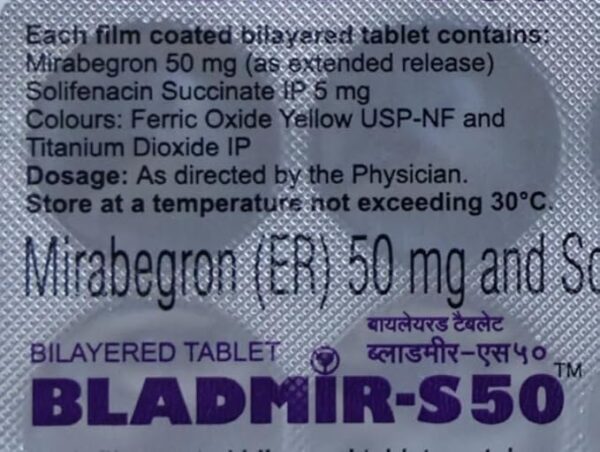 Each film coated bilayered tablet contains:
Mirabegron 50 mg (as extended release)
Solifenacin Succinate IP 5 mg
Colours: Ferric Oxide Yellow USP-NF and
Titanium Dioxide IP
Dosage: As directed by the Physician.
Store at a temperature not exceeding 30°C.
Mirabegron (ER) 50 mg and So
बायलेयरड टैबलेट
BILAYERED TABLET ब्लाडमीर-एस५०
BLADMIR-S50™